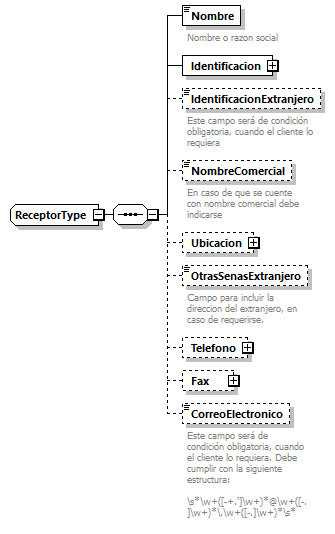 Nombre
Nombre o razon social
Identificacion
IdentificacionExtranjero
Este campo será de condición
obligatoria, cuando el cliente lo
requiera
NombreComercial
En caso de que se cuente
con nombre comercial debe
indicarse
ReceptorType
Ubicacion
OtrasSenasExtranjero
Campo para incluir la
direccion del extranjero, en
caso de requerirse.
Telefono
Fax
CorreoElectronico
Este campo será de
condición obligatoria, cuando
el cliente lo requiera. Debe
cumplir con la siguiente
estructura:
\s*\w+([-+.']\w+)*@\w+([-.
]\w+)*\.\w+([-.]\w+)*\s*